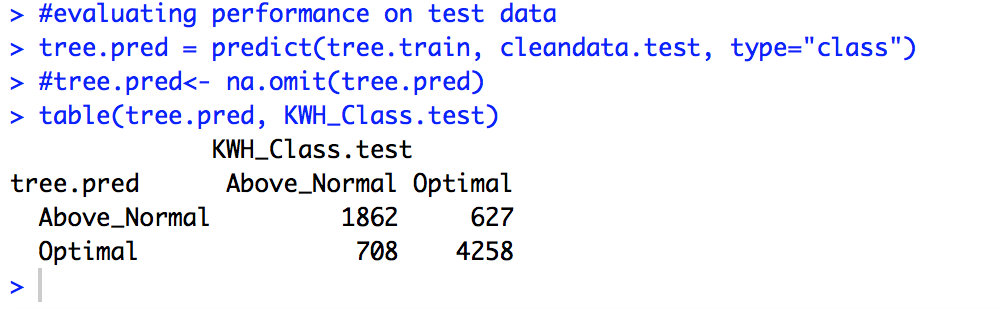 > #evaluating performance on test data
> tree.pred = predict(tree.train, cleandata.test, type="class")
> #tree.pred<- na.omit(tree.pred)
> table(tree.pred, KWH_Class.test)
              KWH_Class.test
tree.pred      Above_Normal Optimal
  Above_Normal         1862     627
  Optimal               708    4258
>